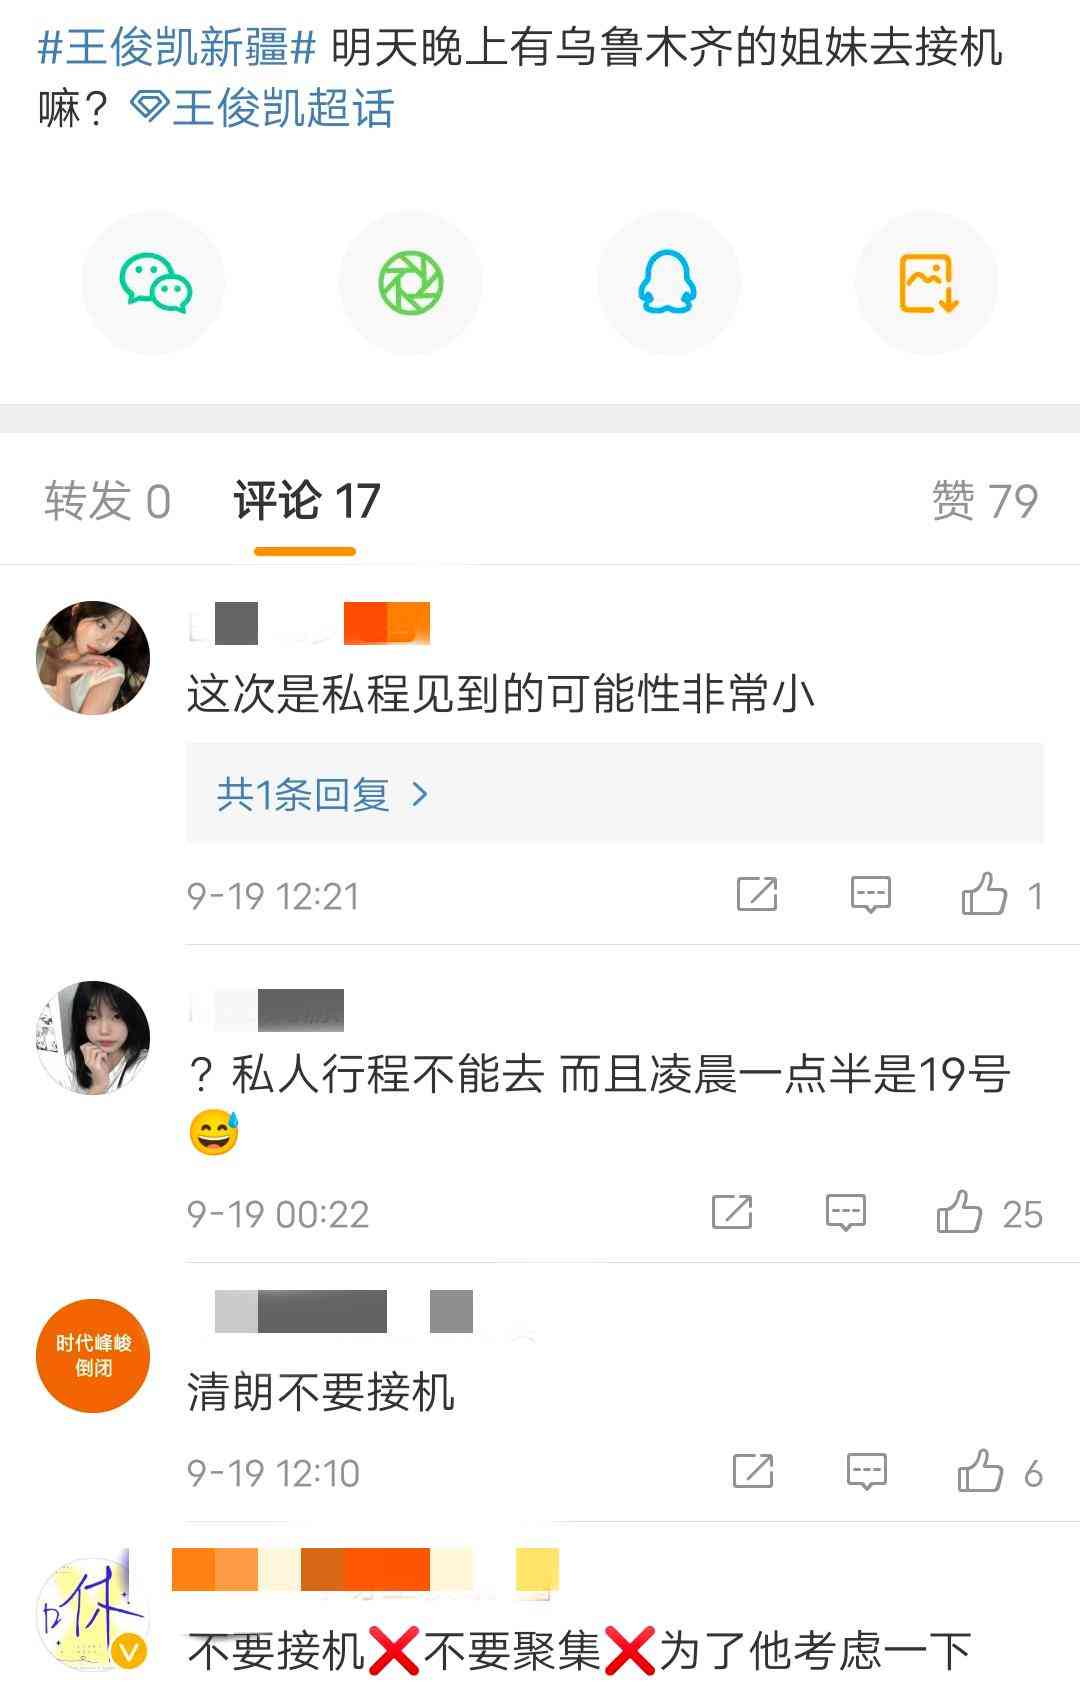 #王俊凯新疆# 明天晚上有乌鲁木齐的姐妹去接机
嘛？王俊凯超话
转发 0 评论 17 赞 79
这次是私程见到的可能性非常小
共1条回复 >
9-19 12:21 1
？私人行程不能去 而且凌晨一点半是19号
😅
9-19 00:22 25
时代峰峻
倒闭
清朗不要接机
9-19 12:10 6
咻
不要接机❌不要聚集❌为了他考虑一下